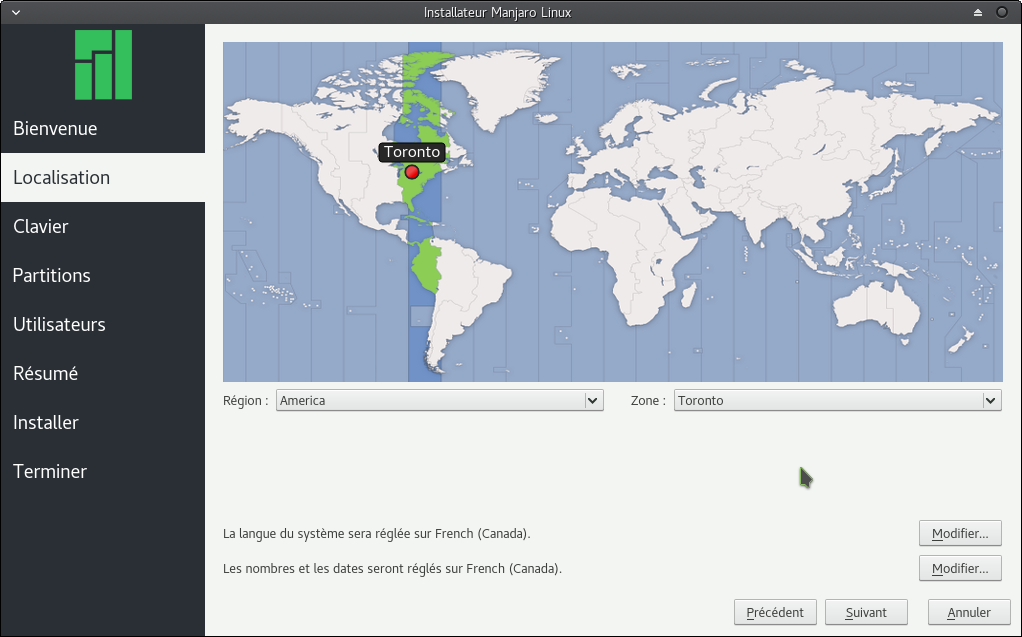 Installateur Manjaro Linux
Bienvenue
Localisation
Clavier
Partitions
Utilisateurs
Résumé
Installer
Terminer
Toronto
Région : America Zone : Toronto
La langue du système sera réglée sur French (Canada). Modifier...
Les nombres et les dates seront réglés sur French (Canada). Modifier...
Précédent Suivant Annuler